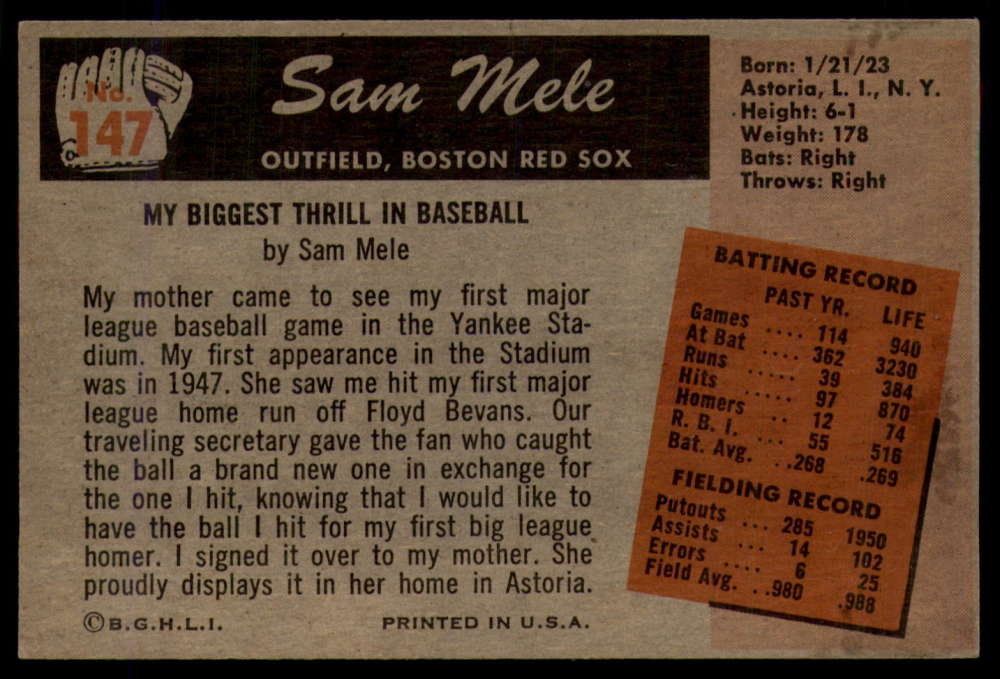 No.
147
Sam Mele
OUTFIELD, BOSTON RED SOX
Born: 1/21/23
Astoria, L. I., N. Y.
Height: 6-1
Weight: 178
Bats: Right
Throws: Right
MY BIGGEST THRILL IN BASEBALL
by Sam Mele
My mother came to see my first major
league baseball game in the Yankee Sta-
dium. My first appearance in the Stadium
was in 1947. She saw me hit my first major
league home run off Floyd Bevans. Our
traveling secretary gave the fan who caught
the ball a brand new one in exchange for
the one I hit, knowing that I would like to
have the ball I hit for my first big league
homer. I signed it over to my mother. She
proudly displays it in her home in Astoria.
©B.G.H.L.I. PRINTED IN U.S.A.
BATTING RECORD
PAST YR. LIFE
Games .... 114 940
At Bat .... 362 3230
Runs ..... 39 384
Hits ..... 97 870
Homers ... 12 74
R. B. I. ... 55 516
Bat. Avg. ..268 .269
FIELDING RECORD
Putouts ... 285 1950
Assists ... 14 102
Errors .... 6 25
Field Avg. ..980 .988